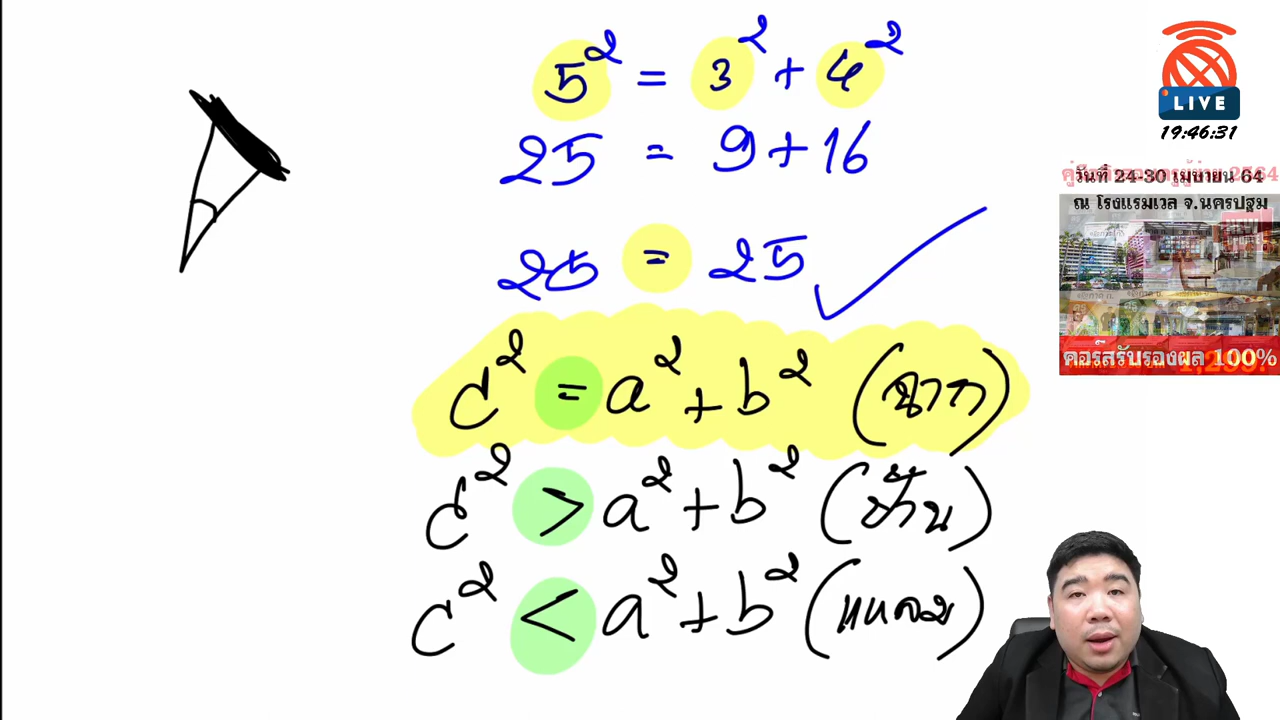 5² = 3² + 4²
25 = 9 + 16
25 = 25
c² = a² + b² (ฉาก)
c² > a² + b² (ป้าน)
c² < a² + b² (แหลม)
LIVE
19:46:31
วันที่ 24-30 เมษายน 64
ณ โรงแรมเวล จ.นครปฐม
คอร์สรับรองผล 100%